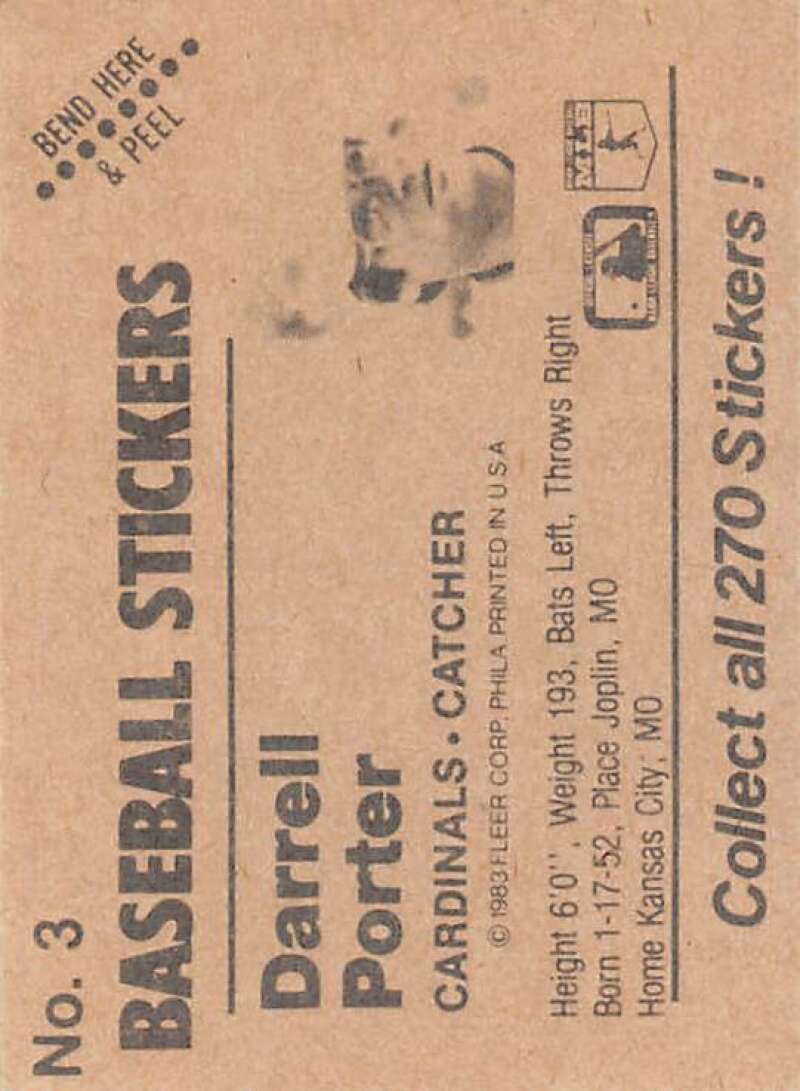 No. 3
BEND HERE
& PEEL
BASEBALL STICKERS
Darrell
Porter
CARDINALS • CATCHER
© 1983 FLEER CORP. PHILA PRINTED IN U S A
Height 6'0", Weight 193, Bats Left, Throws Right
Born 1-17-52, Place Joplin, MO
Home Kansas City, MO
Collect all 270 Stickers!